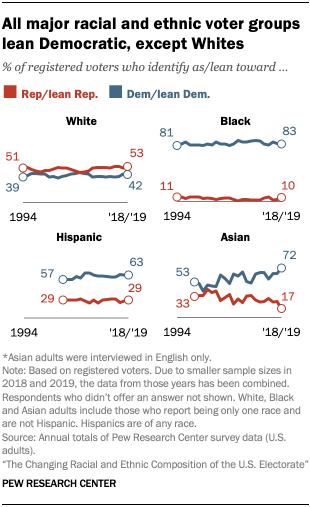 All major racial and ethnic voter groups
lean Democratic, except Whites
% of registered voters who identify as/lean toward ...
Rep/lean Rep. Dem/lean Dem.
White
51
39
53
42
1994 '18/'19
Black
81
83
11
10
1994 '18/'19
Hispanic
57
63
29
29
1994 '18/'19
Asian
53
72
33
17
1994 '18/'19
*Asian adults were interviewed in English only.
Note: Based on registered voters. Due to smaller sample sizes in
2018 and 2019, the data from those years has been combined.
Respondents who didn't offer an answer not shown. White, Black
and Asian adults include those who report being only one race and
are not Hispanic. Hispanics are of any race.
Source: Annual totals of Pew Research Center survey data (U.S.
adults).
“The Changing Racial and Ethnic Composition of the U.S. Electorate”
PEW RESEARCH CENTER